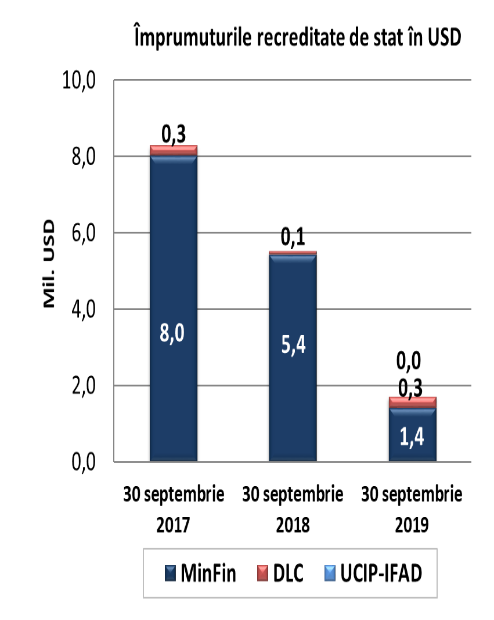 Împrumuturile recreditate de stat în USD
10,0
8,0
6,0
4,0
2,0
0,0
Mil. USD
0,3
8,0
0,1
5,4
0,0
0,3
1,4
30 septembrie 30 septembrie 30 septembrie
2017 2018 2019
MinFin DLC UCIP-IFAD